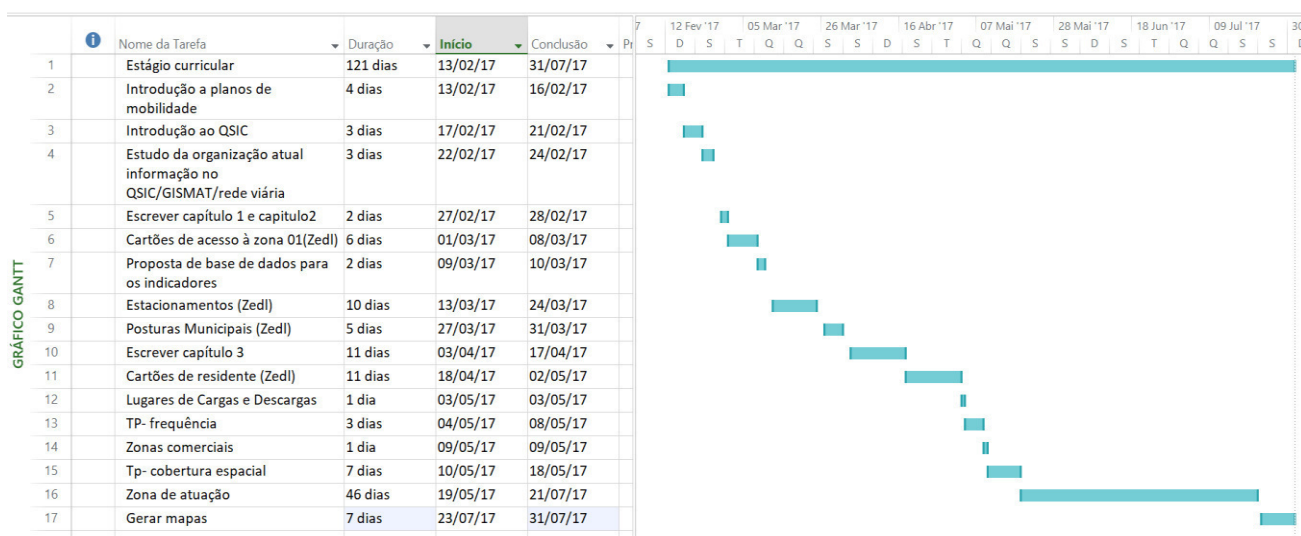 7 12 Fev '17 05 Mar '17 26 Mar '17 16 Abr '17 07 Mai '17 28 Mai '17 18 Jun '17 09 Jul '17 30
Nome da Tarefa Duração Início Conclusão Pr S D S T Q Q S S D S T Q Q S S D S T Q Q S S D
1 Estágio curricular 121 dias 13/02/17 31/07/17
2 Introdução a planos de 4 dias 13/02/17 16/02/17
mobilidade
3 Introdução ao QSIC 3 dias 17/02/17 21/02/17
4 Estudo da organização atual 3 dias 22/02/17 24/02/17
informação no
QSIC/GISMAT/rede viária
5 Escrever capítulo 1 e capitulo2 2 dias 27/02/17 28/02/17
6 Cartões de acesso à zona 01(Zedl) 6 dias 01/03/17 08/03/17
7 Proposta de base de dados para 2 dias 09/03/17 10/03/17
os indicadores
8 Estacionamentos (Zedl) 10 dias 13/03/17 24/03/17
9 Posturas Municipais (Zedl) 5 dias 27/03/17 31/03/17
10 Escrever capítulo 3 11 dias 03/04/17 17/04/17
11 Cartões de residente (Zedl) 11 dias 18/04/17 02/05/17
12 Lugares de Cargas e Descargas 1 dia 03/05/17 03/05/17
13 TP- frequência 3 dias 04/05/17 08/05/17
14 Zonas comerciais 1 dia 09/05/17 09/05/17
15 Tp- cobertura espacial 7 dias 10/05/17 18/05/17
16 Zona de atuação 46 dias 19/05/17 21/07/17
17 Gerar mapas 7 dias 23/07/17 31/07/17
GRÁFICO GANTT